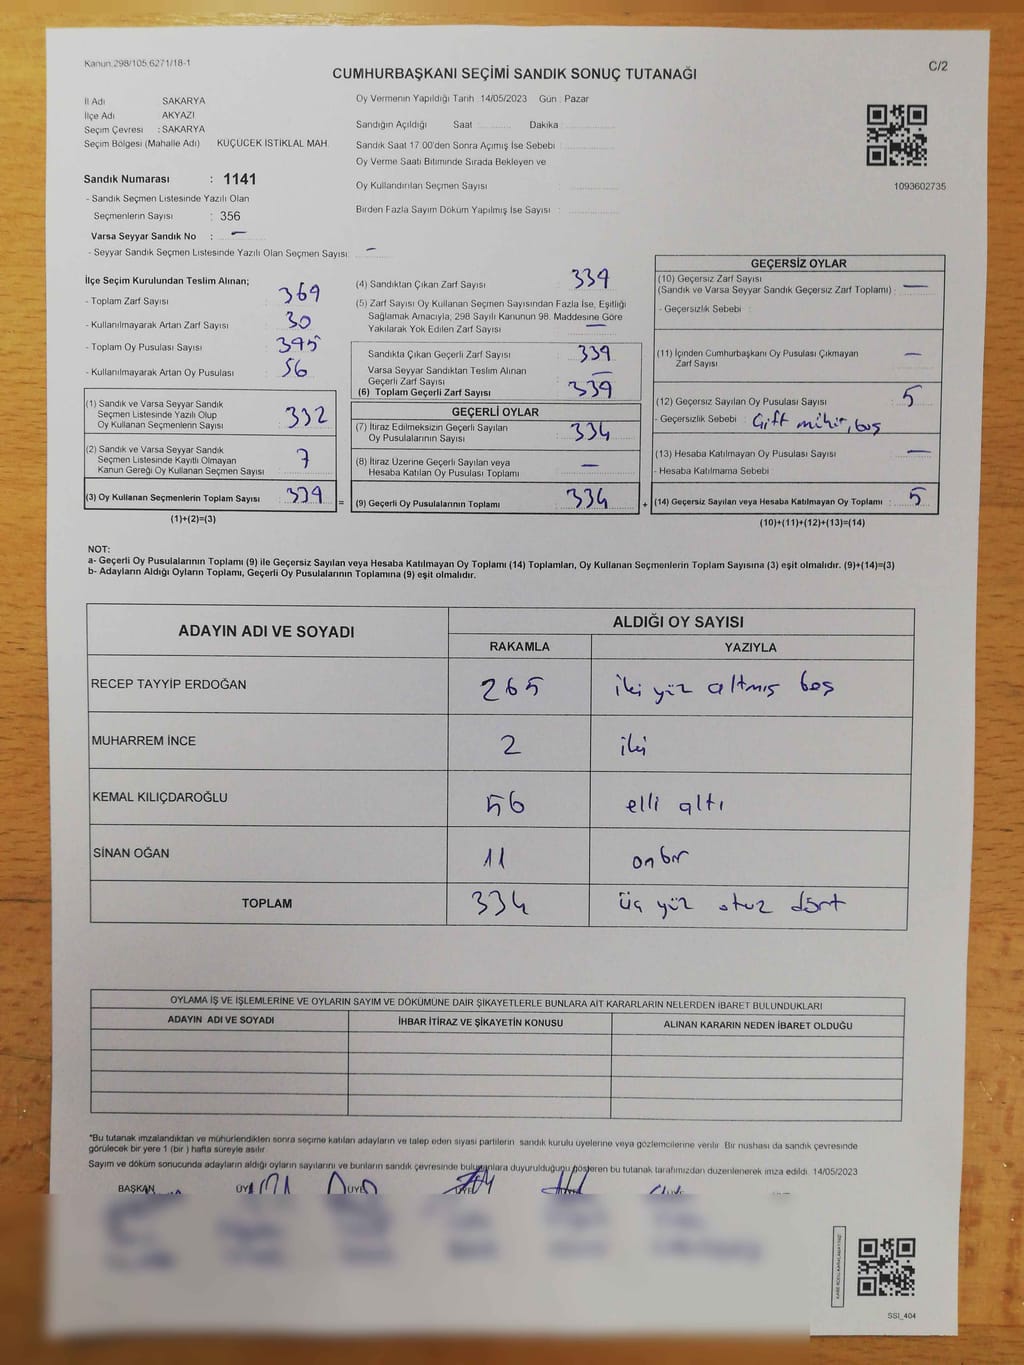 Kanun.298/105,6271/18-1
C/2
CUMHURBAŞKANI SEÇİMİ SANDIK SONUÇ TUTANAĞI
İl Adı SAKARYA
İlçe Adı AKYAZI
Seçim Çevresi : SAKARYA
Seçim Bölgesi (Mahalle Adı) KÜÇÜCEK İSTİKLAL MAH.
Sandık Numarası : 1141
- Sandık Seçmen Listesinde Yazılı Olan
Seçmenlerin Sayısı : 356
Varsa Seyyar Sandık No : —
- Seyyar Sandık Seçmen Listesinde Yazılı Olan Seçmen Sayısı: —
Oy Vermenin Yapıldığı Tarih 14/05/2023 Gün : Pazar
Sandığın Açıldığı Saat ........... Dakika : ...........
Sandık Saat 17.00'den Sonra Açımış İse Sebebi : ...........
Oy Verme Saati Bitiminde Sırada Bekleyen ve
Oy Kullandırılan Seçmen Sayısı : ...........
Birden Fazla Sayım Döküm Yapılmış İse Sayısı : ...........
1093602735
İlçe Seçim Kurulundan Teslim Alınan;
- Toplam Zarf Sayısı : 369
- Kullanılmayarak Artan Zarf Sayısı : 30
- Toplam Oy Pusulası Sayısı : 395
- Kullanılmayarak Artan Oy Pusulası : 56
(1) Sandık ve Varsa Seyyar Sandık
Seçmen Listesinde Yazılı Olup
Oy Kullanan Seçmenlerin Sayısı : 332
(2) Sandık ve Varsa Seyyar Sandık
Seçmen Listesinde Kayıtlı Olmayan
Kanun Gereği Oy Kullanan Seçmen Sayısı : 7
(3) Oy Kullanan Seçmenlerin Toplam Sayısı : 339
(1)+(2)=(3)
(4) Sandıktan Çıkan Zarf Sayısı : 339
(5) Zarf Sayısı Oy Kullanan Seçmen Sayısından Fazla İse, Eşitliği
Sağlamak Amacıyla; 298 Sayılı Kanunun 98. Maddesine Göre
Yakılarak Yok Edilen Zarf Sayısı : —
Sandıkta Çıkan Geçerli Zarf Sayısı : 339
Varsa Seyyar Sandıktan Teslim Alınan
Geçerli Zarf Sayısı : —
(6) Toplam Geçerli Zarf Sayısı : 339
GEÇERLİ OYLAR
(7) İtiraz Edilmeksizin Geçerli Sayılan
Oy Pusulalarının Sayısı : 334
(8) İtiraz Üzerine Geçerli Sayılan veya
Hesaba Katılan Oy Pusulası Toplamı : —
= (9) Geçerli Oy Pusulalarının Toplamı : 334 +
GEÇERSİZ OYLAR
(10) Geçersiz Zarf Sayısı
(Sandık ve Varsa Seyyar Sandık Geçersiz Zarf Toplamı) : —
- Geçersizlik Sebebi :
(11) İçinden Cumhurbaşkanı Oy Pusulası Çıkmayan
Zarf Sayısı : —
(12) Geçersiz Sayılan Oy Pusulası Sayısı : 5
- Geçersizlik Sebebi : Çift mühür, boş
(13) Hesaba Katılmayan Oy Pusulası Sayısı : —
- Hesaba Katılmama Sebebi
(14) Geçersiz Sayılan veya Hesaba Katılmayan Oy Toplamı : 5
(10)+(11)+(12)+(13)=(14)
NOT:
a- Geçerli Oy Pusulalarının Toplamı (9) ile Geçersiz Sayılan veya Hesaba Katılmayan Oy Toplamı (14) Toplamları, Oy Kullanan Seçmenlerin Toplam Sayısına (3) eşit olmalıdır. (9)+(14)=(3)
b- Adayların Aldığı Oyların Toplamı, Geçerli Oy Pusulalarının Toplamına (9) eşit olmalıdır.
ADAYIN ADI VE SOYADI ALDIĞI OY SAYISI
RAKAMLA YAZIYLA
RECEP TAYYİP ERDOĞAN 265 iki yüz altmış beş
MUHARREM İNCE 2 iki
KEMAL KILIÇDAROĞLU 56 elli altı
SİNAN OĞAN 11 onbir
TOPLAM 334 üç yüz otuz dört
OYLAMA İŞ VE İŞLEMLERİNE VE OYLARIN SAYIM VE DÖKÜMÜNE DAİR ŞİKAYETLERLE BUNLARA AİT KARARLARIN NELERDEN İBARET BULUNDUKLARI
ADAYIN ADI VE SOYADI İHBAR İTİRAZ VE ŞİKAYETİN KONUSU ALINAN KARARIN NEDEN İBARET OLDUĞU
*Bu tutanak imzalandıktan ve mühürlendikten sonra seçime katılan adayların ve talep eden siyasi partilerin sandık kurulu üyelerine veya gözlemcilerine verilir. Bir nüshası da sandık çevresinde
görülecek bir yere 1 (bir ) hafta süreyle asılır.
Sayım ve döküm sonucunda adayların aldığı oyların sayılarını ve bunların sandık çevresinde bulunanlara duyurulduğunu gösteren bu tutanak tarafımızdan düzenlenerek imza edildi. 14/05/2023
BAŞKAN ÜYE ÜYE ÜYE
SSI_404